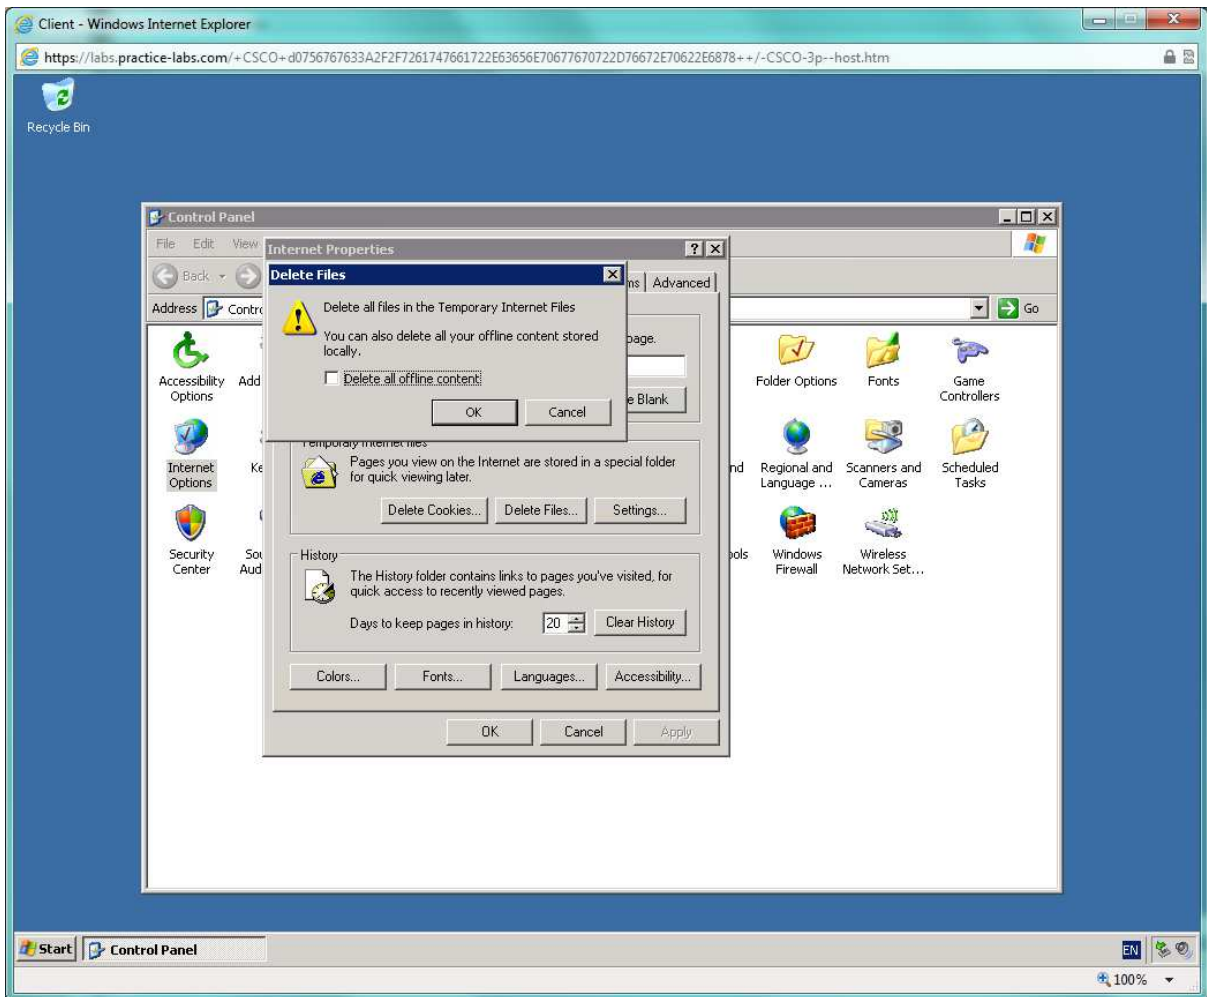 Client - Windows Internet Explorer
https://labs.practice-labs.com/+CSCO+d0756767633A2F2F7261747661722E63656E70677670722D76672E70622E6878++/-CSCO-3p--host.htm
Recycle Bin
Control Panel
File Edit View
Internet Properties
Back
Delete Files
Advanced
Address
Go
Delete all files in the Temporary Internet Files
You can also delete all your offline content stored
locally.
page.
Delete all offline content
Blank
OK Cancel
Accessibility
Options
Add
Folder Options
Fonts
Game
Controllers
Temporary Internet files
Pages you view on the Internet are stored in a special folder
for quick viewing later.
Delete Cookies... Delete Files... Settings...
Internet
Options
Regional and
Language ...
Scanners and
Cameras
Scheduled
Tasks
History
The History folder contains links to pages you've visited, for
quick access to recently viewed pages.
Days to keep pages in history: 20 Clear History
Security
Center
Sou
Aud
Windows
Firewall
Wireless
Network Set...
Colors... Fonts... Languages... Accessibility...
OK Cancel Apply
Start Control Panel EN
100%